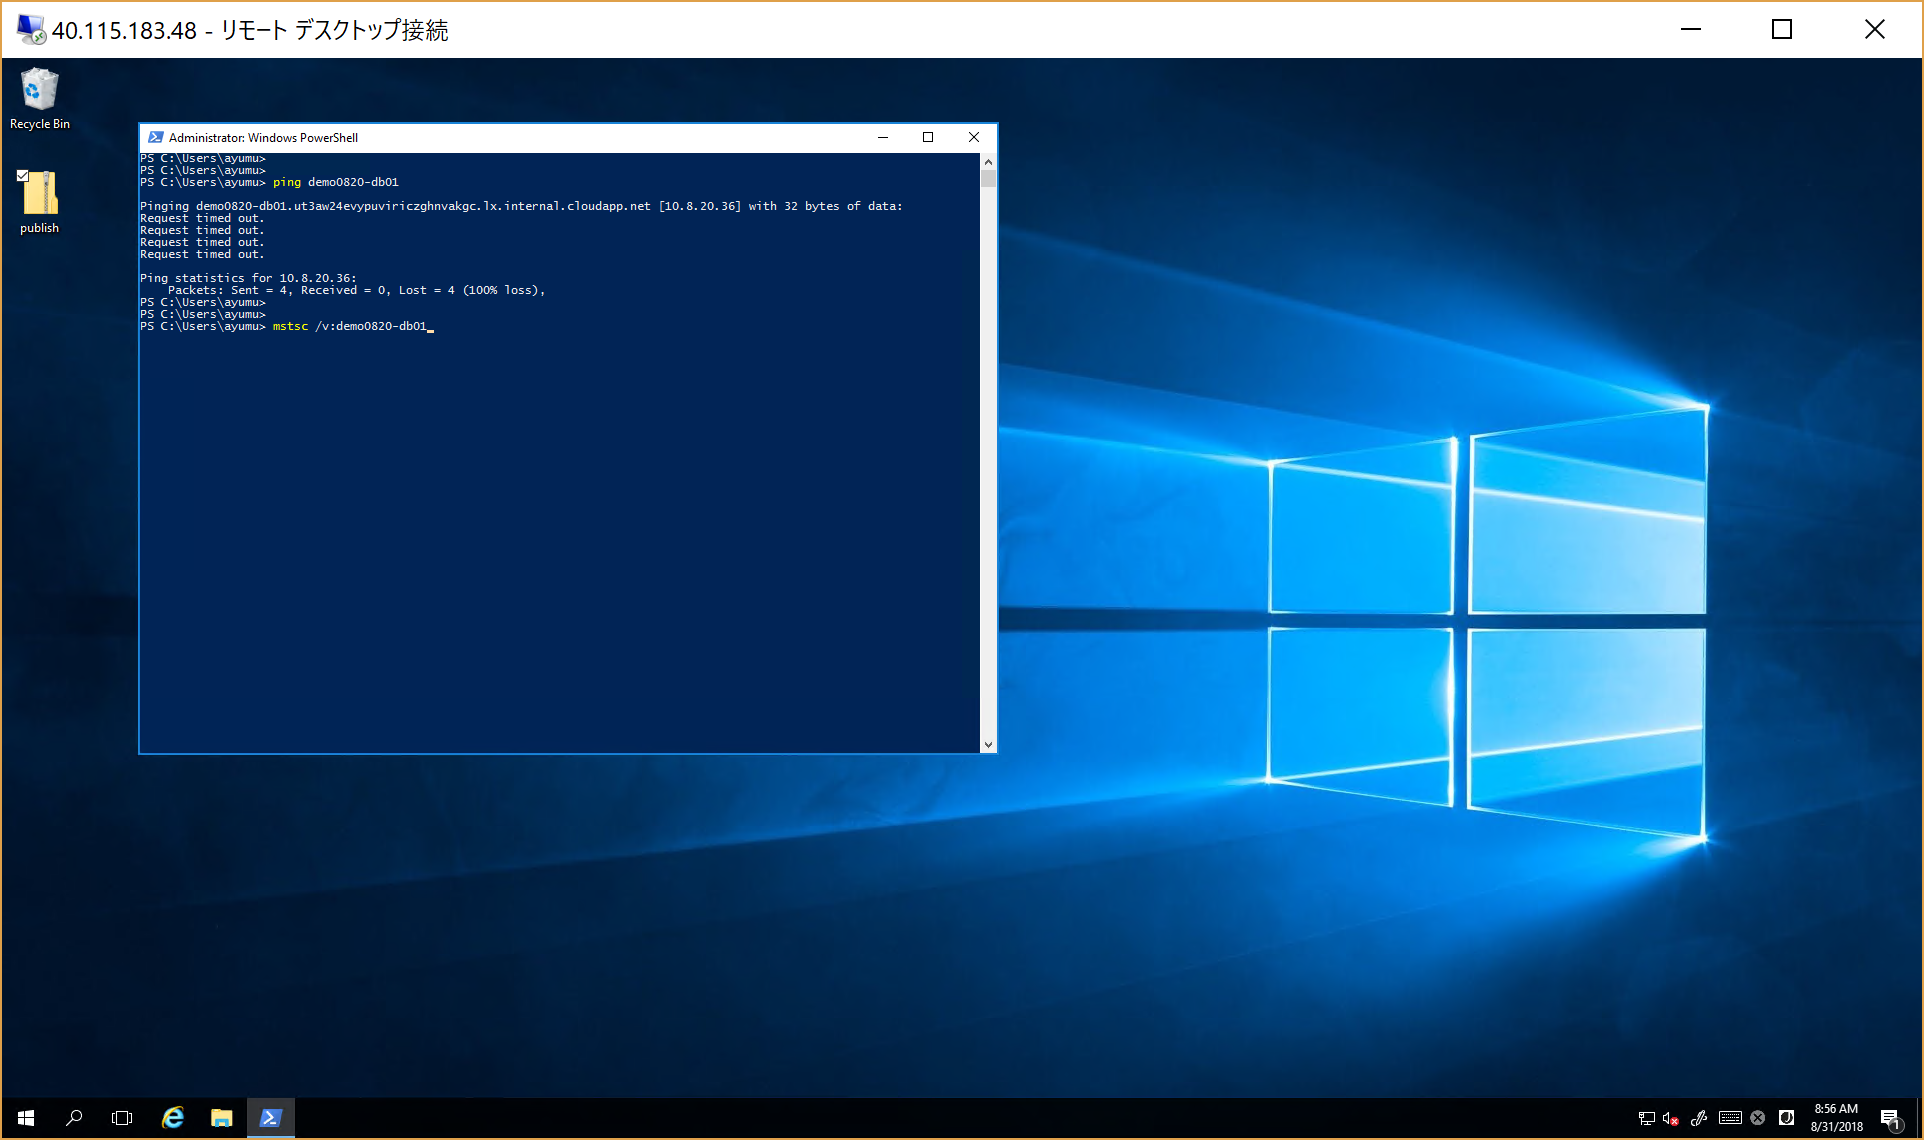 40.115.183.48 - リモート デスクトップ接続
Recycle Bin
publish
Administrator: Windows PowerShell
PS C:\Users\ayumu>
PS C:\Users\ayumu>
PS C:\Users\ayumu> ping demo0820-db01
Pinging demo0820-db01.ut3aw24evypuviriczghnvakgc.lx.internal.cloudapp.net [10.8.20.36] with 32 bytes of data:
Request timed out.
Request timed out.
Request timed out.
Request timed out.
Ping statistics for 10.8.20.36:
    Packets: Sent = 4, Received = 0, Lost = 4 (100% loss),
PS C:\Users\ayumu>
PS C:\Users\ayumu>
PS C:\Users\ayumu> mstsc /v:demo0820-db01
8:56 AM
8/31/2018
1